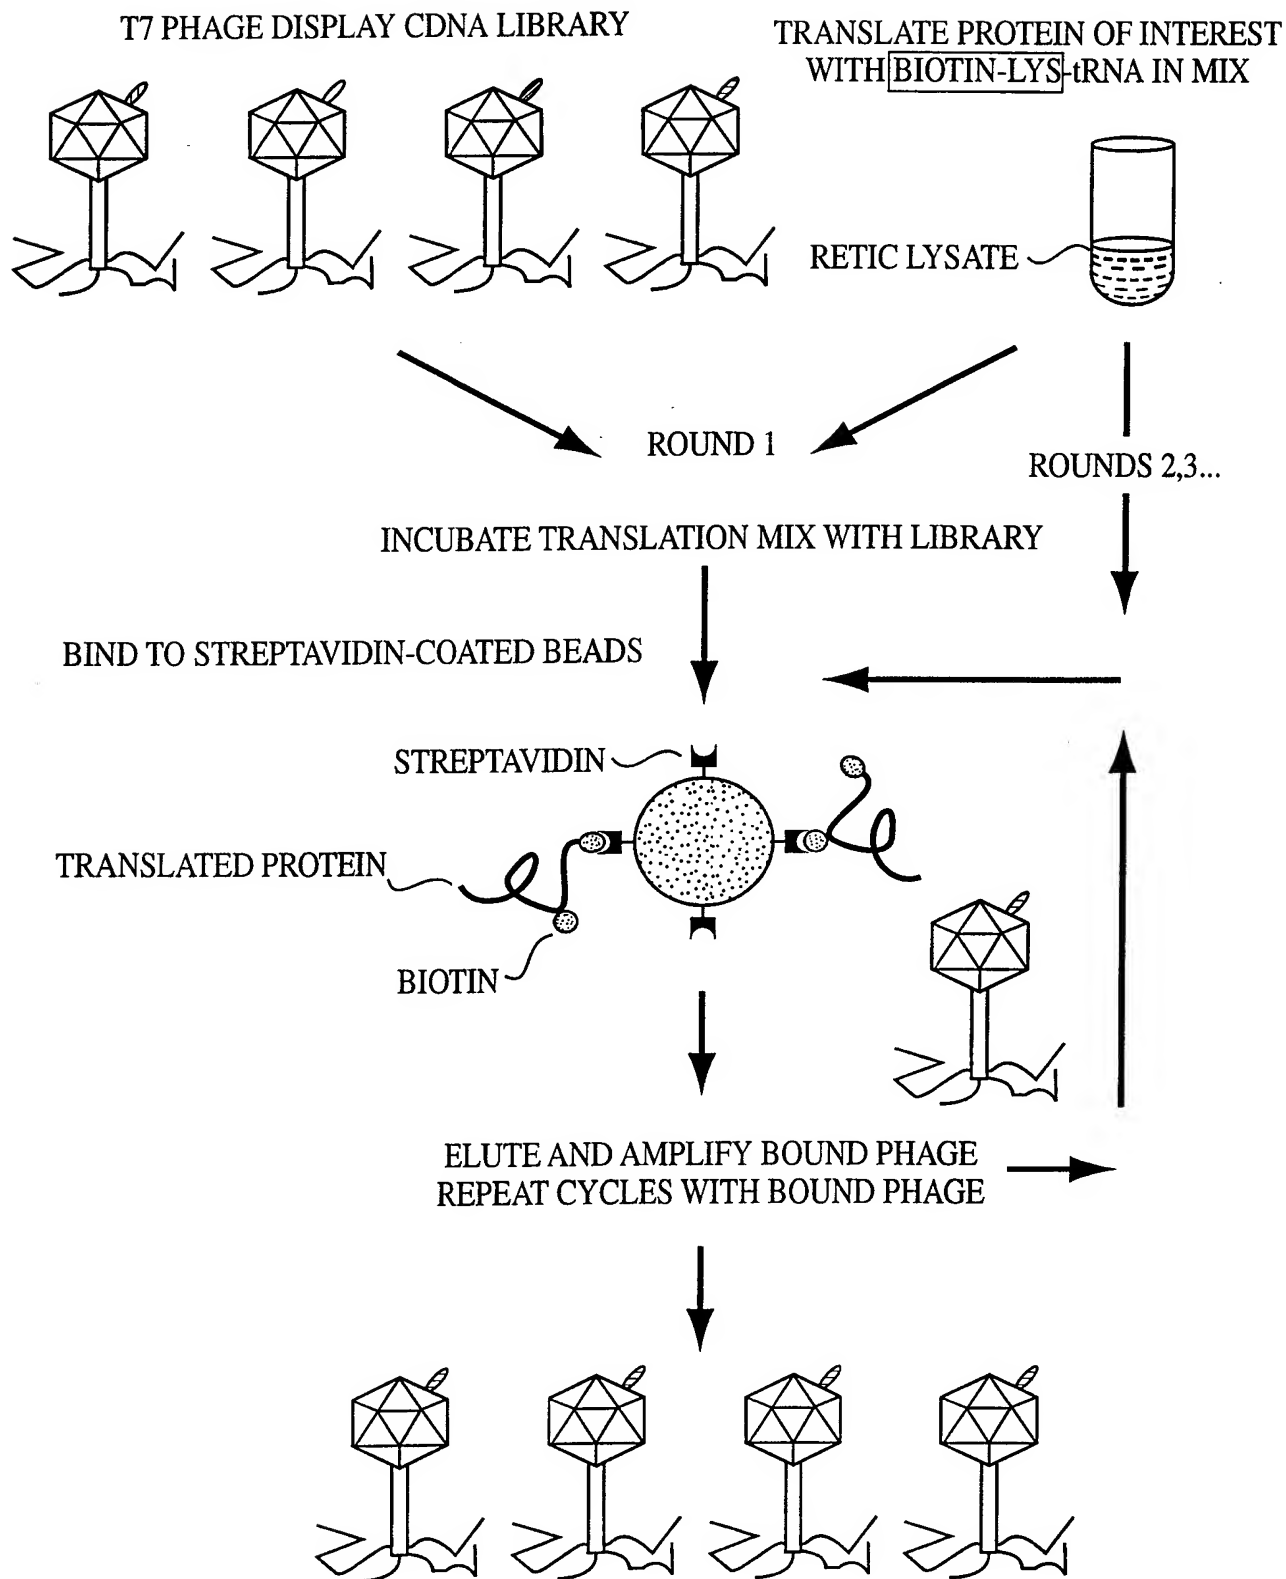 T7 PHAGE DISPLAY CDNA LIBRARY
TRANSLATE PROTEIN OF INTEREST
WITH BIOTIN-LYS-tRNA IN MIX
RETIC LYSATE
ROUND 1
ROUNDS 2,3...
INCUBATE TRANSLATION MIX WITH LIBRARY
BIND TO STREPTAVIDIN-COATED BEADS
STREPTAVIDIN
TRANSLATED PROTEIN
BIOTIN
ELUTE AND AMPLIFY BOUND PHAGE
REPEAT CYCLES WITH BOUND PHAGE